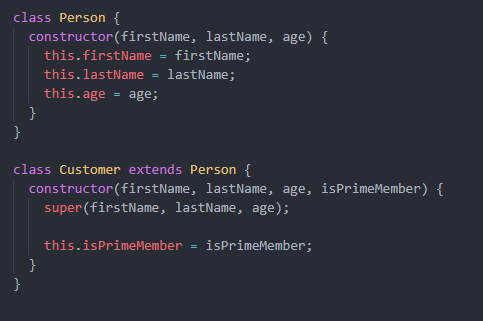 class Person {
  constructor(firstName, lastName, age) {
    this.firstName = firstName;
    this.lastName = lastName;
    this.age = age;
  }
}

class Customer extends Person {
  constructor(firstName, lastName, age, isPrimeMember) {
    super(firstName, lastName, age);

    this.isPrimeMember = isPrimeMember;
  }
}